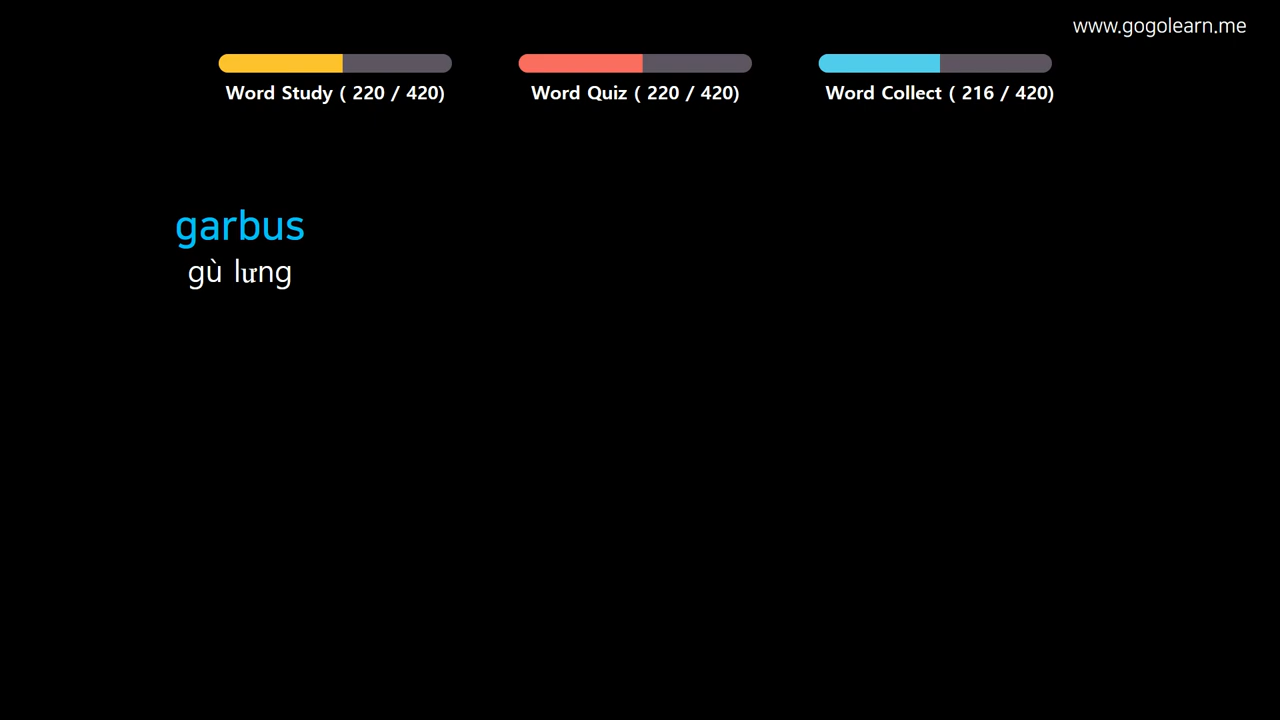 www.gogolearn.me
Word Study ( 220 / 420)
Word Quiz ( 220 / 420)
Word Collect ( 216 / 420)
garbus
gù lưng